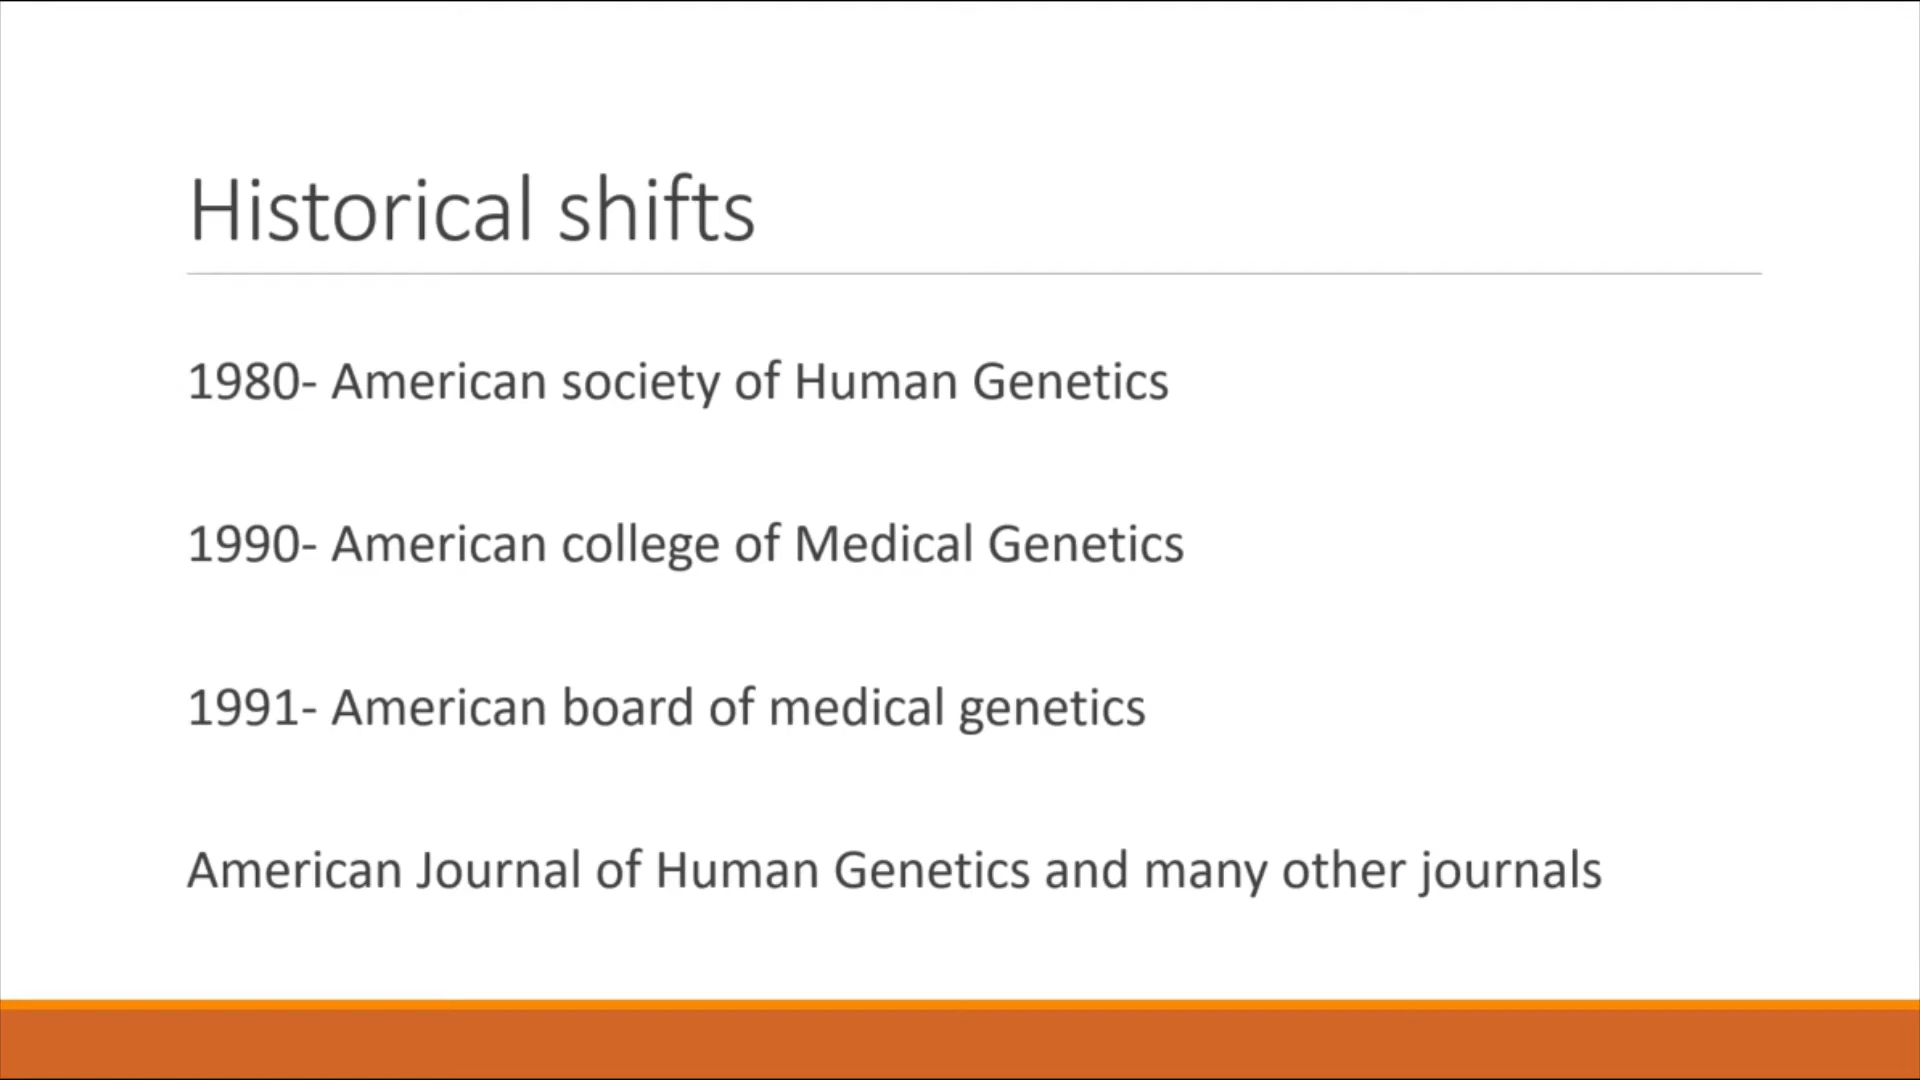 Historical shifts
1980- American society of Human Genetics
1990- American college of Medical Genetics
1991- American board of medical genetics
American Journal of Human Genetics and many other journals